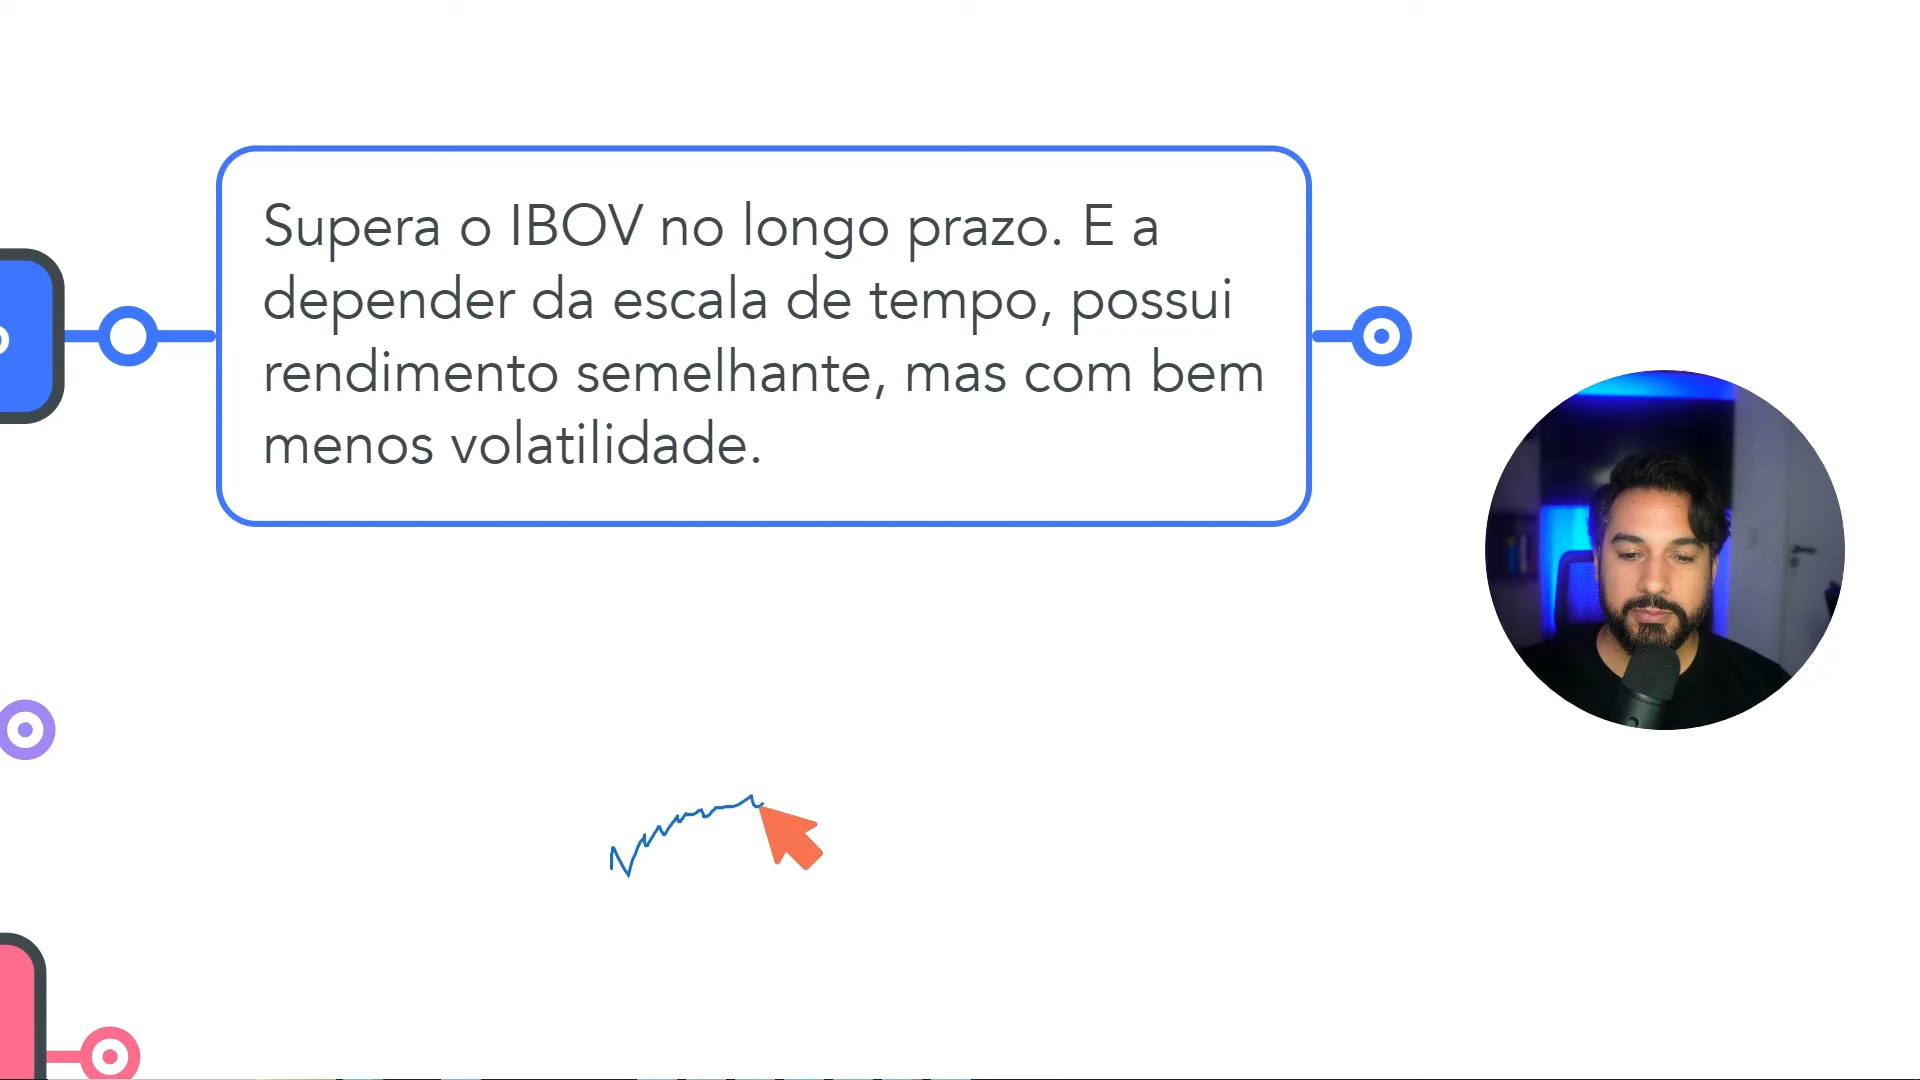 Supera o IBOV no longo prazo. E a
depender da escala de tempo, possui
rendimento semelhante, mas com bem
menos volatilidade.